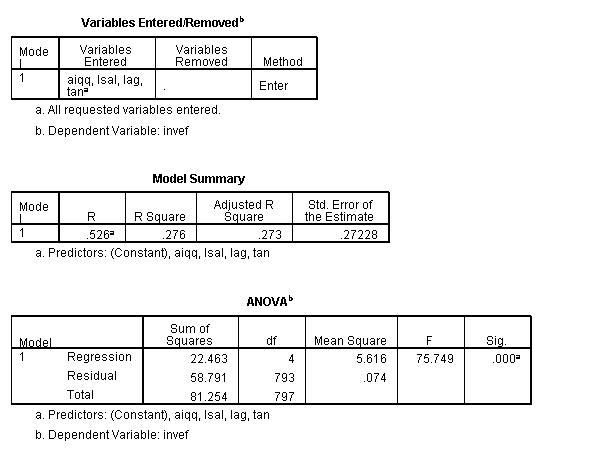 Variables Entered/Removedb
Mode
l Variables
Entered Variables
Removed Method
1 aiqq, lsal, lag,
tana . Enter
a. All requested variables entered.
b. Dependent Variable: invef
Model Summary
Mode
l R R Square Adjusted R
Square Std. Error of
the Estimate
1 .526a .276 .273 .27228
a. Predictors: (Constant), aiqq, lsal, lag, tan
ANOVAb
Model Sum of
Squares df Mean Square F Sig.
1 Regression 22.463 4 5.616 75.749 .000a
Residual 58.791 793 .074
Total 81.254 797
a. Predictors: (Constant), aiqq, lsal, lag, tan
b. Dependent Variable: invef